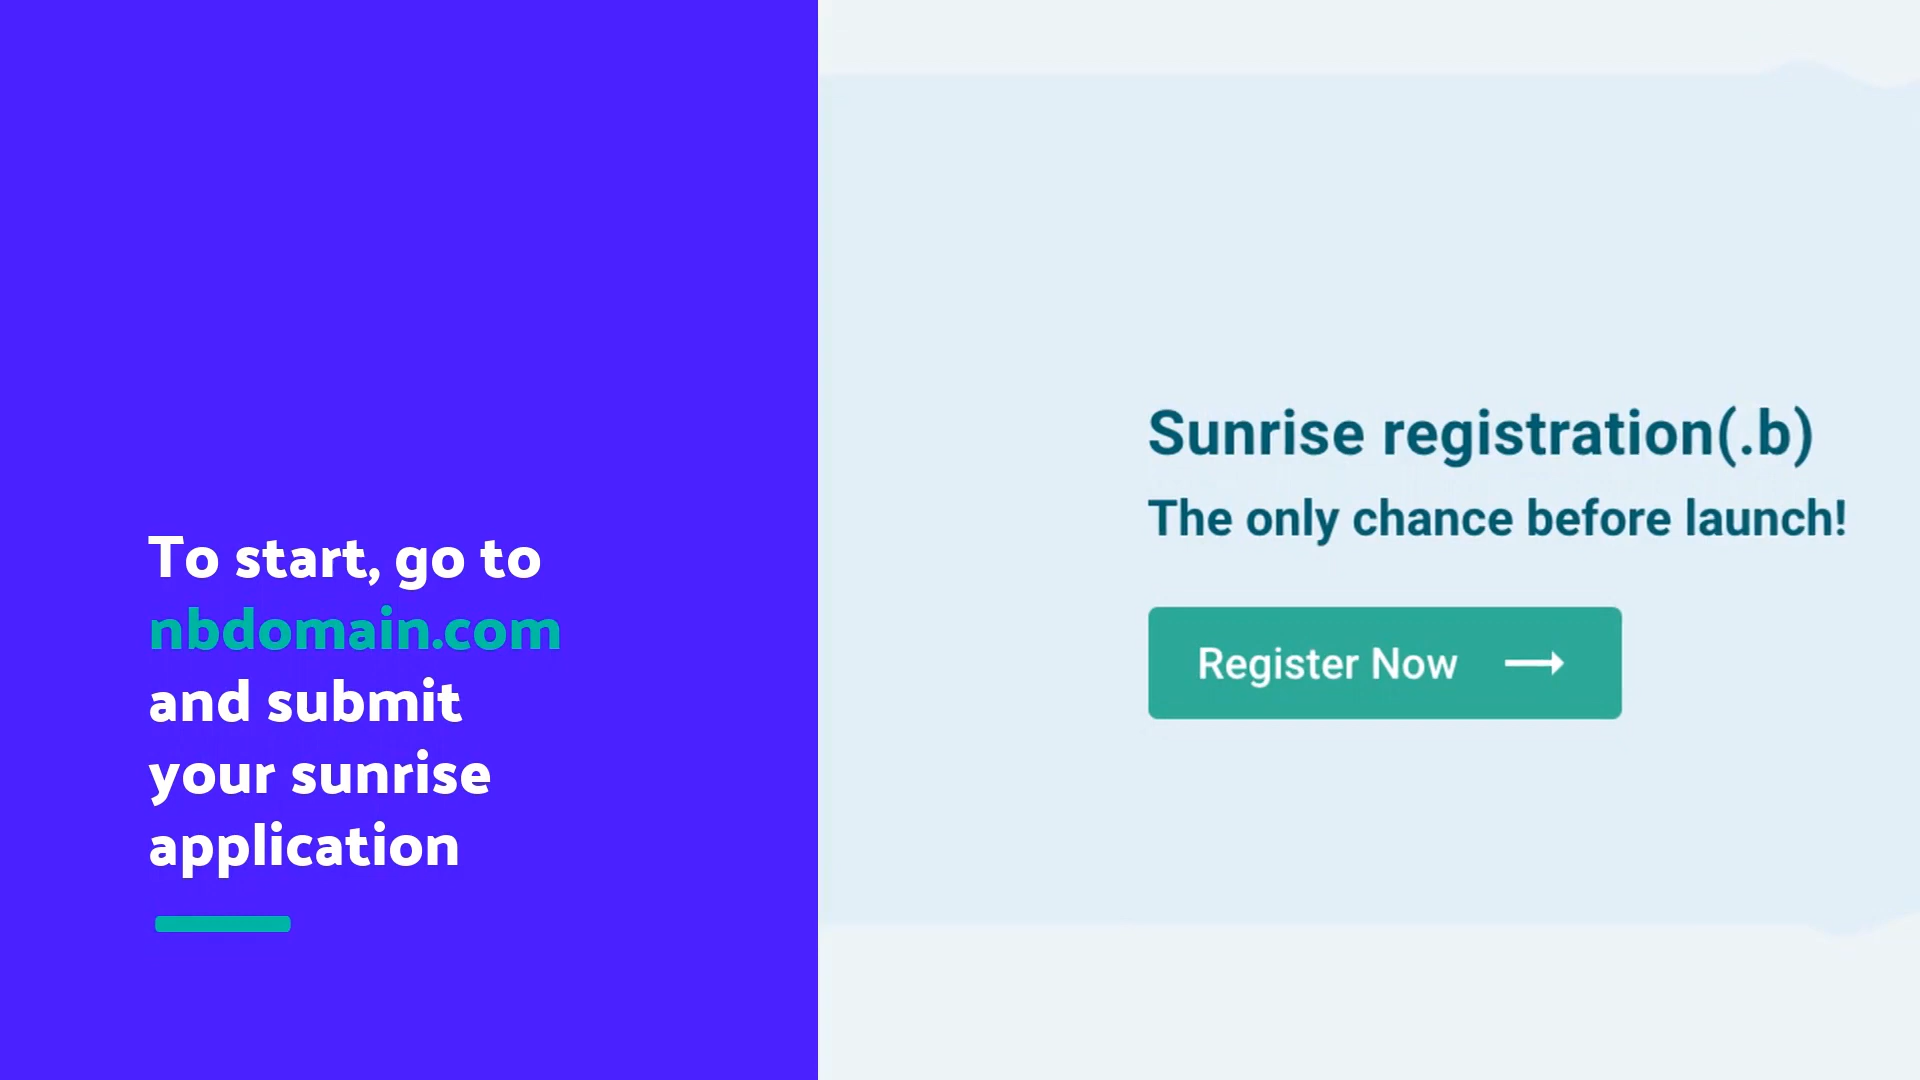 To start, go to
nbdomain.com
and submit
your sunrise
application
Sunrise registration(.b)
The only chance before launch!
Register Now